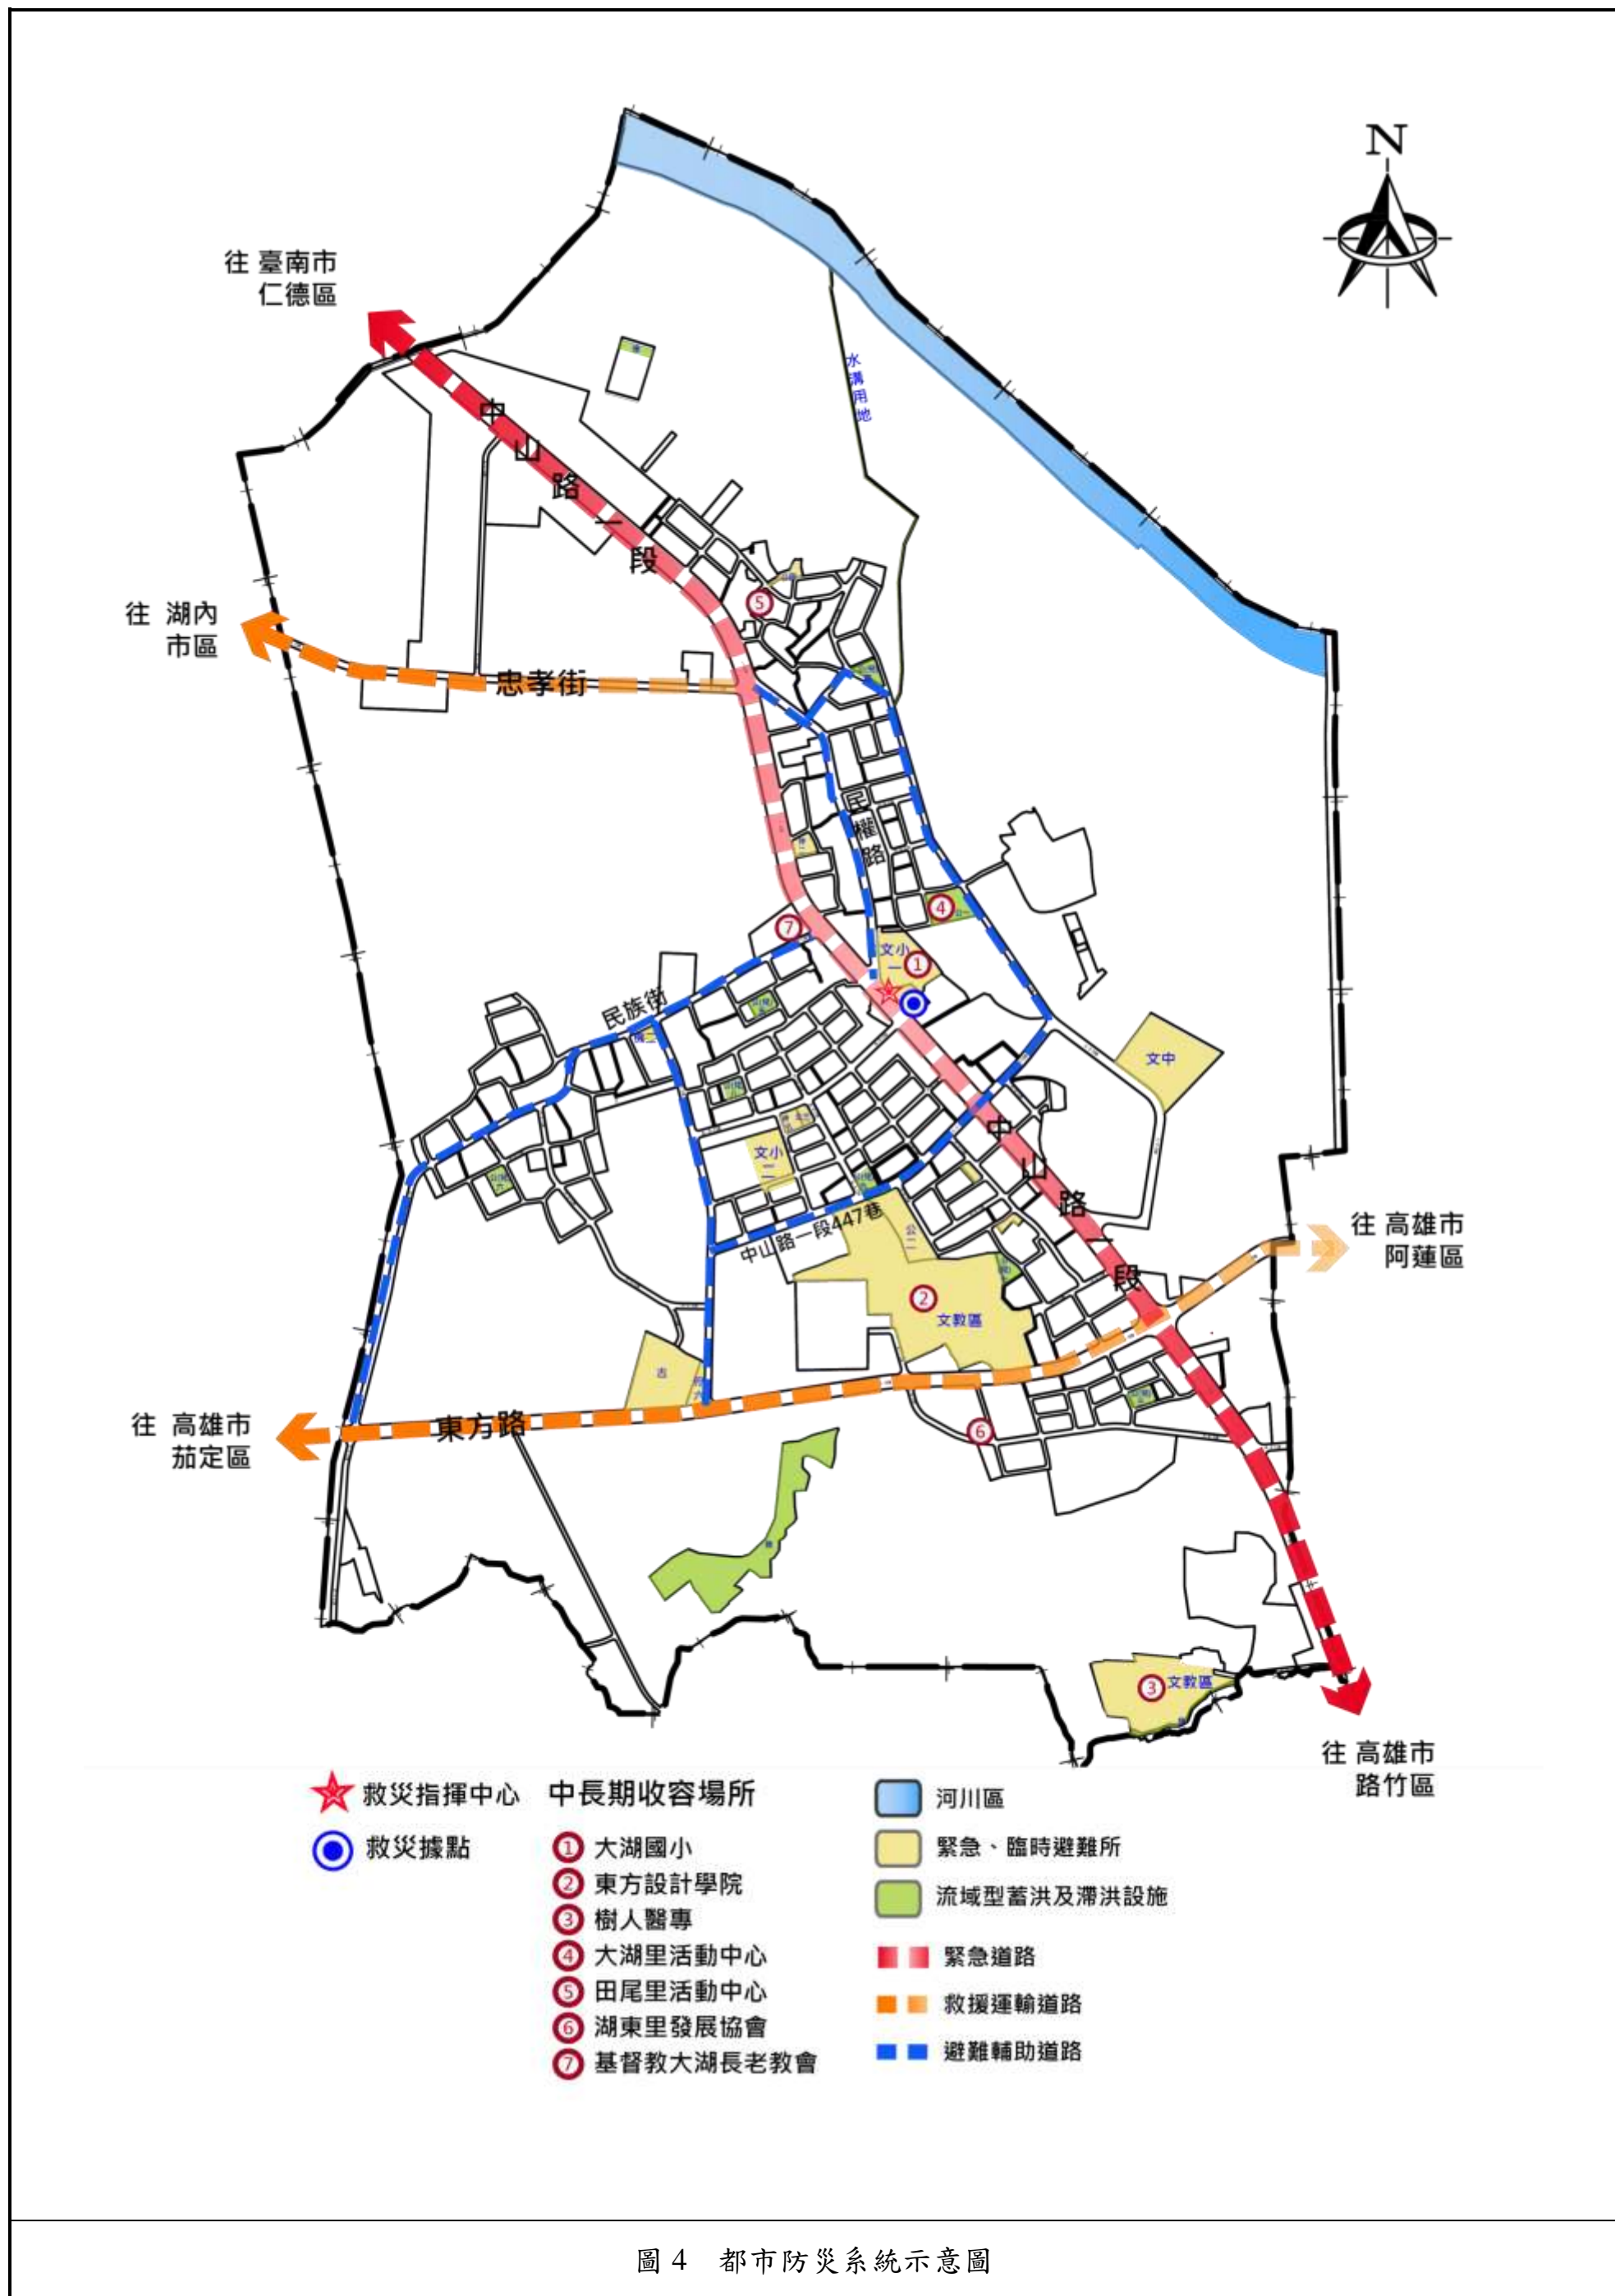 N
往 臺南市
仁德區
水溝用地
中山路一段
往 湖內
市區
忠孝街
⑤
民權路
④
⑦
文小
一
①
民族街
文中
文小
二
中山路一段447巷
公二
②
文教區
中山路一段
往 高雄市
阿蓮區
古
往 高雄市
茄定區
東方路
⑥
③
文教區
往 高雄市
路竹區
救災指揮中心
救災據點
中長期收容場所
① 大湖國小
② 東方設計學院
③ 樹人醫專
④ 大湖里活動中心
⑤ 田尾里活動中心
⑥ 湖東里發展協會
⑦ 基督教大湖長老教會
河川區
緊急、臨時避難所
流域型蓄洪及滯洪設施
緊急道路
救援運輸道路
避難輔助道路
圖 4 都市防災系統示意圖